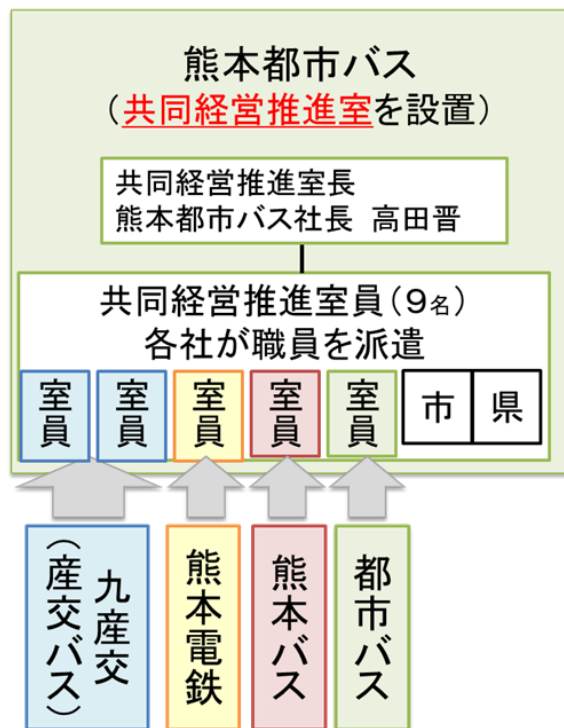 熊本都市バス
（共同経営推進室を設置）
共同経営推進室長
熊本都市バス社長 高田晋
共同経営推進室員（９名）
各社が職員を派遣
室員
室員
室員
室員
室員
市
県
九産交
（産交バス）
熊本電鉄
熊本バス
都市バス